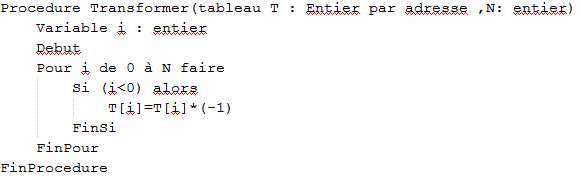 Procedure Transformer(tableau T : Entier par adresse ,N: entier)
Variable i : entier
Debut
Pour i de 0 à N faire
Si (i<0) alors
T[i]=T[i]*(-1)
FinSi
FinPour
FinProcedure